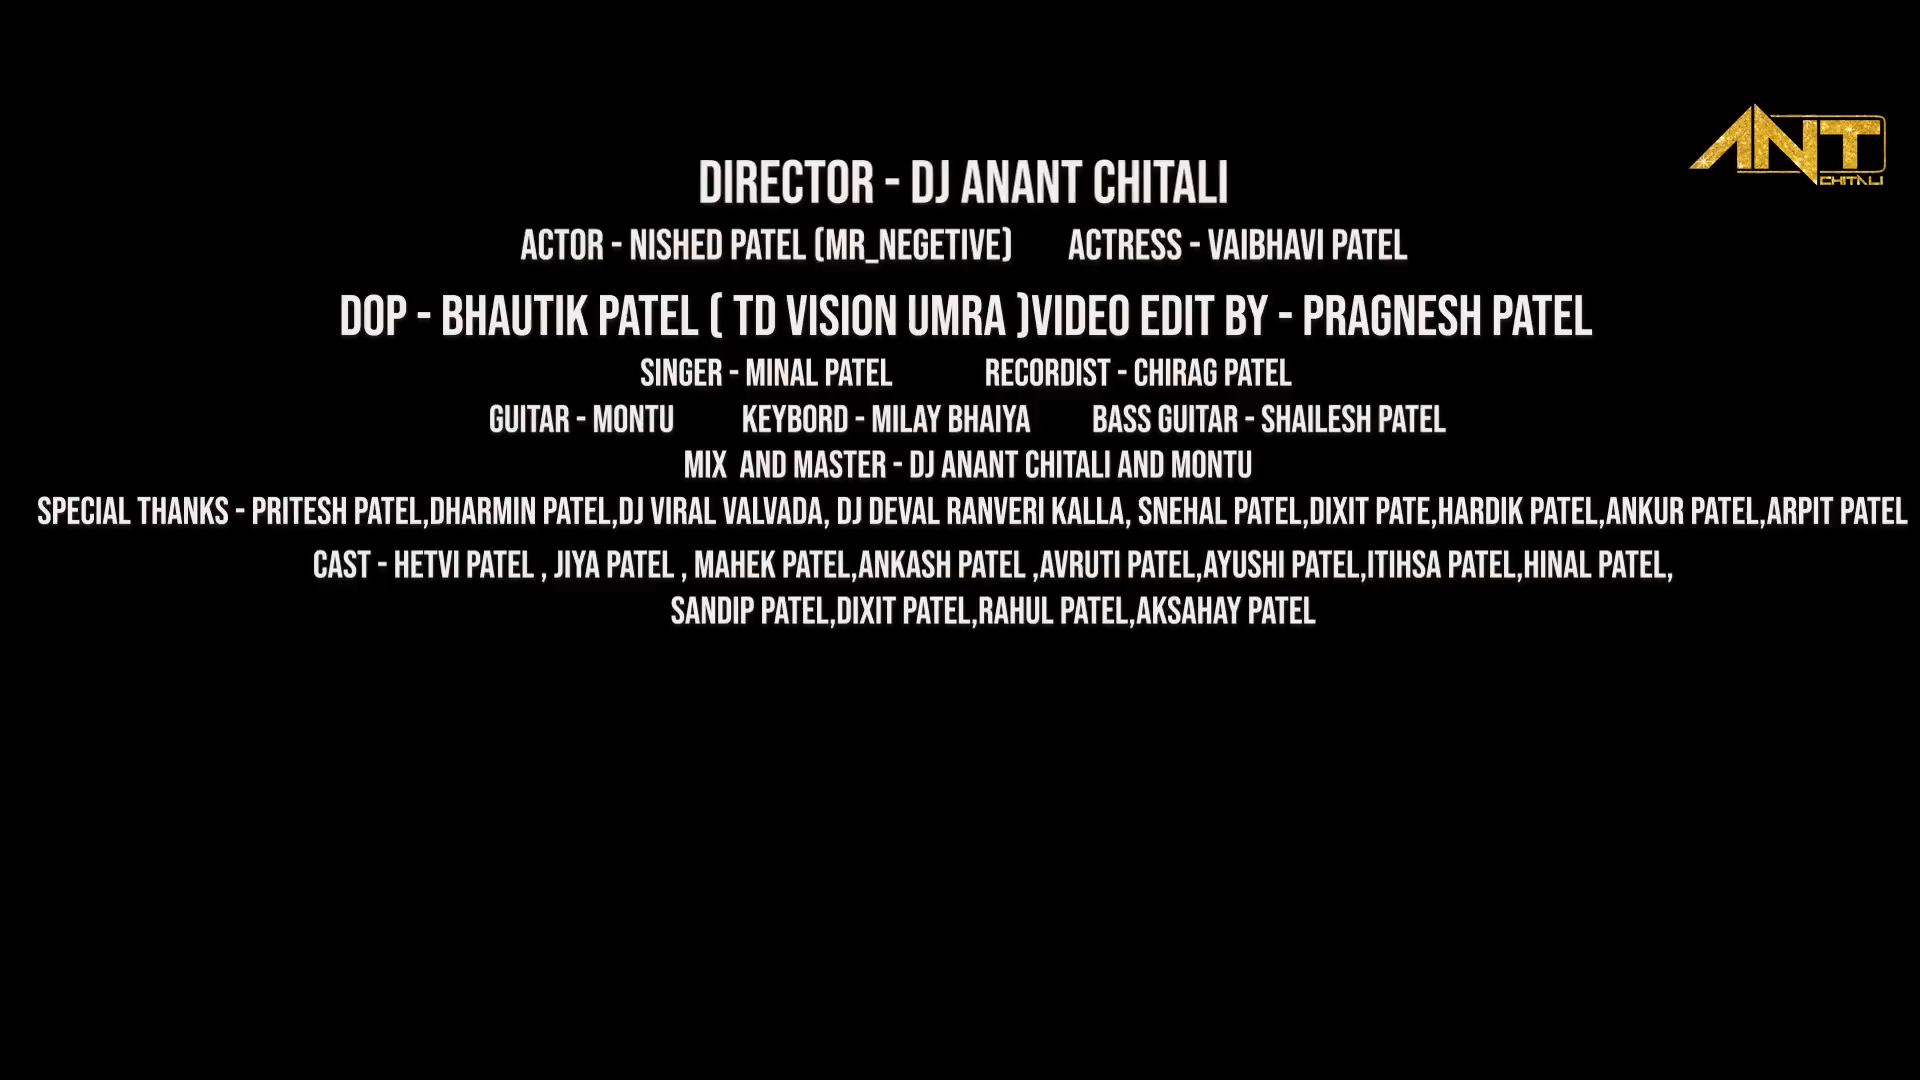 ANT
CHITALI
DIRECTOR - DJ ANANT CHITALI
ACTOR - NISHED PATEL (MR_NEGETIVE) ACTRESS - VAIBHAVI PATEL
DOP - BHAUTIK PATEL ( TD VISION UMRA )VIDEO EDIT BY - PRAGNESH PATEL
SINGER - MINAL PATEL RECORDIST - CHIRAG PATEL
GUITAR - MONTU KEYBORD - MILAY BHAIYA BASS GUITAR - SHAILESH PATEL
MIX AND MASTER - DJ ANANT CHITALI AND MONTU
SPECIAL THANKS - PRITESH PATEL,DHARMIN PATEL,DJ VIRAL VALVADA, DJ DEVAL RANVERI KALLA, SNEHAL PATEL,DIXIT PATE,HARDIK PATEL,ANKUR PATEL,ARPIT PATEL
CAST - HETVI PATEL , JIYA PATEL , MAHEK PATEL,ANKASH PATEL ,AVRUTI PATEL,AYUSHI PATEL,ITIHSA PATEL,HINAL PATEL,
SANDIP PATEL,DIXIT PATEL,RAHUL PATEL,AKSAHAY PATEL